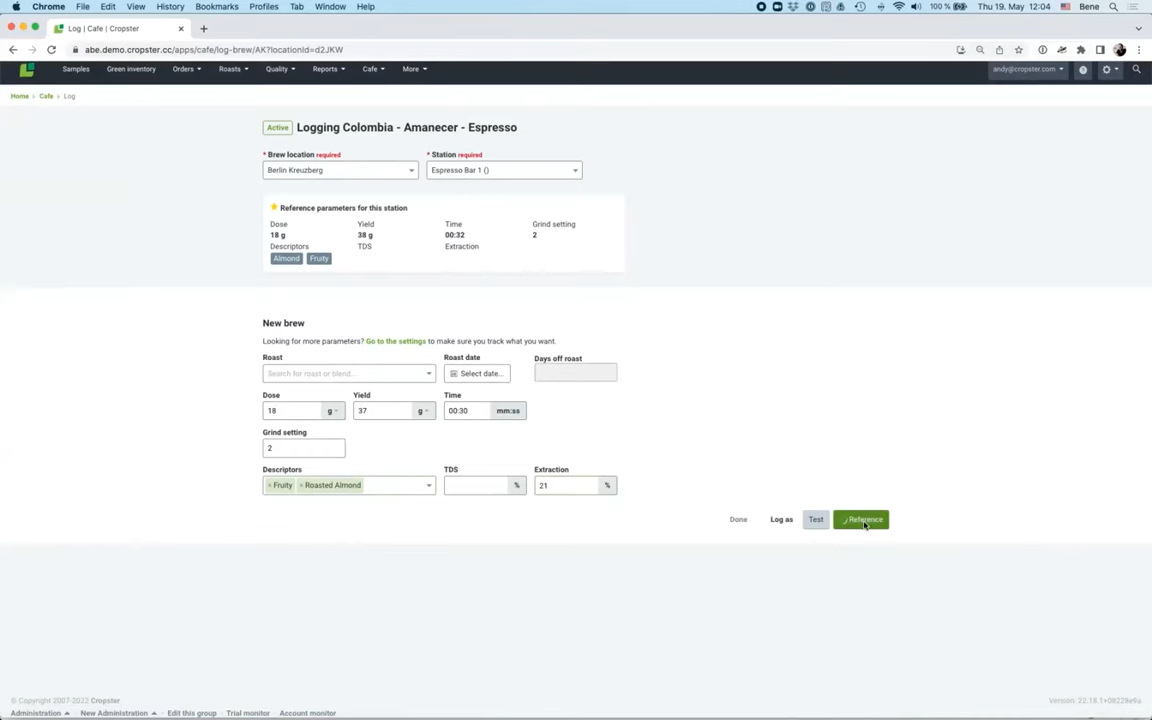 Chrome File Edit View History Bookmarks Profiles Tab Window Help 100 % Thu 19. May 12:04 Bene
Log | Cafe | Cropster
abe.demo.cropster.cc/apps/cafe/log-brew/AK?locationId=d2JKW
Samples Green inventory Orders Roasts Quality Reports Cafe More andy@cropster.com
Home Cafe Log
Active Logging Colombia - Amanecer - Espresso
* Brew location required * Station required
Berlin Kreuzberg Espresso Bar 1 ()
Reference parameters for this station
Dose Yield Time Grind setting
18 g 38 g 00:32 2
Descriptors TDS Extraction
Almond Fruity
New brew
Looking for more parameters? Go to the settings to make sure you track what you want.
Roast Roast date Days off roast
Search for roast or blend... Select date...
Dose Yield Time
18 g 37 g 00:30 mm:ss
Grind setting
2
Descriptors TDS Extraction
× Fruity × Roasted Almond % 21 %
Done Log as Test Reference
© Copyright 2007-2022 Cropster Version: 22.18.1+08228e9a
Administration New Administration Edit this group Trial monitor Account monitor